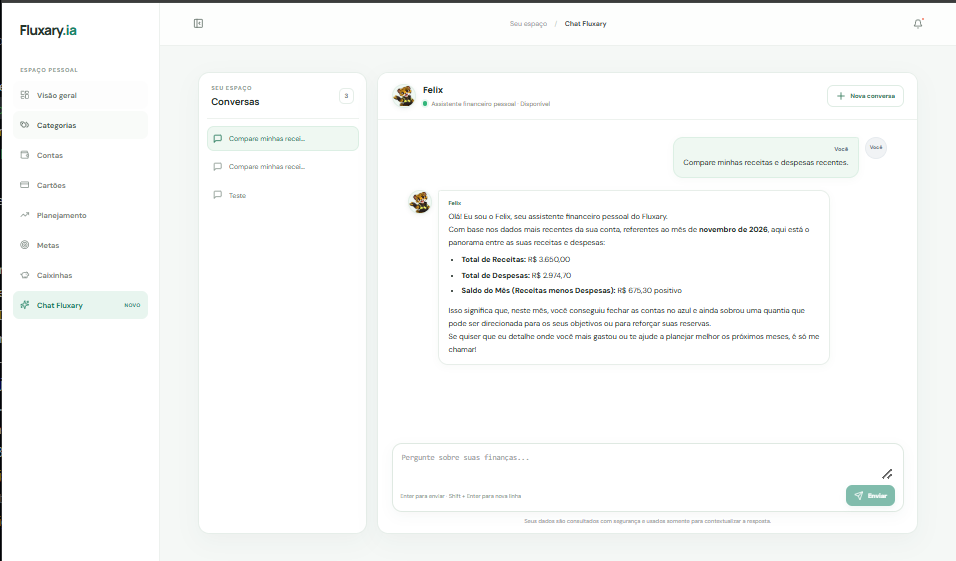 Fluxary.ia
Seu espaço / Chat Fluxary
ESPAÇO PESSOAL
Visão geral
Categorias
Contas
Cartões
Planejamento
Metas
Caixinhas
Chat Fluxary NOVO
SEU ESPAÇO
Conversas
3
Compare minhas recei...
Compare minhas recei...
Teste
Felix
Assistente financeiro pessoal · Disponível
Nova conversa
Você
Compare minhas receitas e despesas recentes.
Você
Felix
Olá! Eu sou o Felix, seu assistente financeiro pessoal do Fluxary.
Com base nos dados mais recentes da sua conta, referentes ao mês de novembro de 2026, aqui está o
panorama entre as suas receitas e despesas:
• Total de Receitas: R$ 3.650,00
• Total de Despesas: R$ 2.974,70
• Saldo do Mês (Receitas menos Despesas): R$ 675,30 positivo
Isso significa que, neste mês, você conseguiu fechar as contas no azul e ainda sobrou uma quantia que
pode ser direcionada para os seus objetivos ou para reforçar suas reservas.
Se quiser que eu detalhe onde você mais gastou ou te ajude a planejar melhor os próximos meses, é só me
chamar!
Pergunte sobre suas finanças...
Enter para enviar · Shift + Enter para nova linha
Enviar
Seus dados são consultados com segurança e usados somente para contextualizar a resposta.